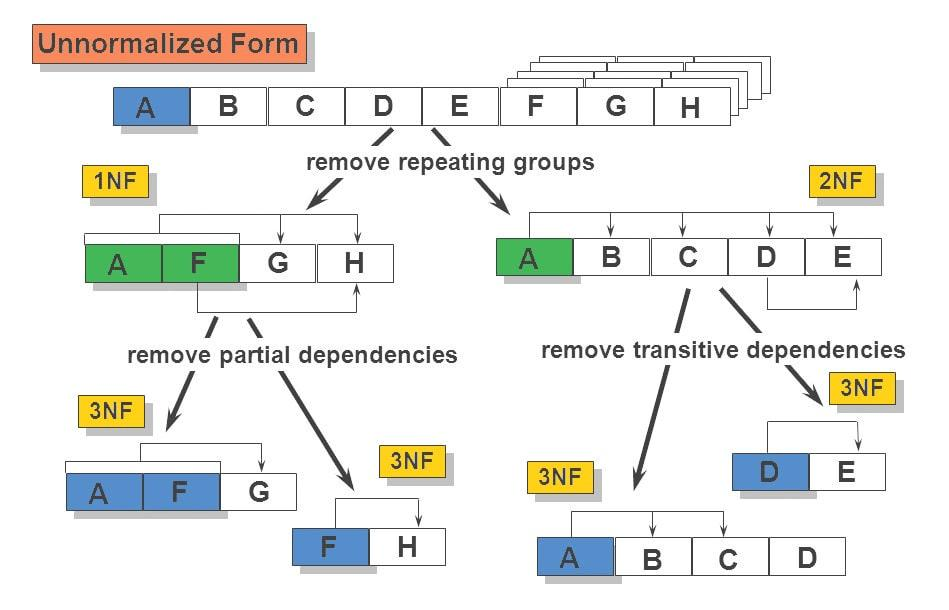 Unnormalized Form
A B C D E F G H
remove repeating groups
1NF
2NF
A F G H
A B C D E
remove partial dependencies
remove transitive dependencies
3NF
3NF
3NF
3NF
A F G
D E
F H
A B C D